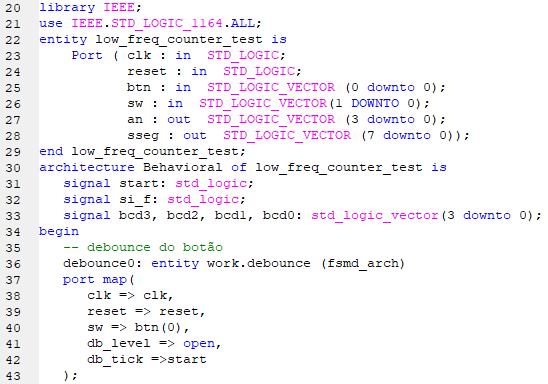 20 library IEEE;
21 use IEEE.STD_LOGIC_1164.ALL;
22 entity low_freq_counter_test is
23     Port ( clk : in  STD_LOGIC;
24            reset : in  STD_LOGIC;
25            btn : in  STD_LOGIC_VECTOR (0 downto 0);
26            sw : in  STD_LOGIC_VECTOR(1 DOWNTO 0);
27            an : out  STD_LOGIC_VECTOR (3 downto 0);
28            sseg : out  STD_LOGIC_VECTOR (7 downto 0));
29 end low_freq_counter_test;
30 architecture Behavioral of low_freq_counter_test is
31    signal start: std_logic;
32    signal si_f: std_logic;
33    signal bcd3, bcd2, bcd1, bcd0: std_logic_vector(3 downto 0);
34 begin
35    -- debounce do botão
36    debounce0: entity work.debounce (fsmd_arch)
37    port map(
38       clk => clk,
39       reset => reset,
40       sw => btn(0),
41       db_level => open,
42       db_tick =>start
43    );